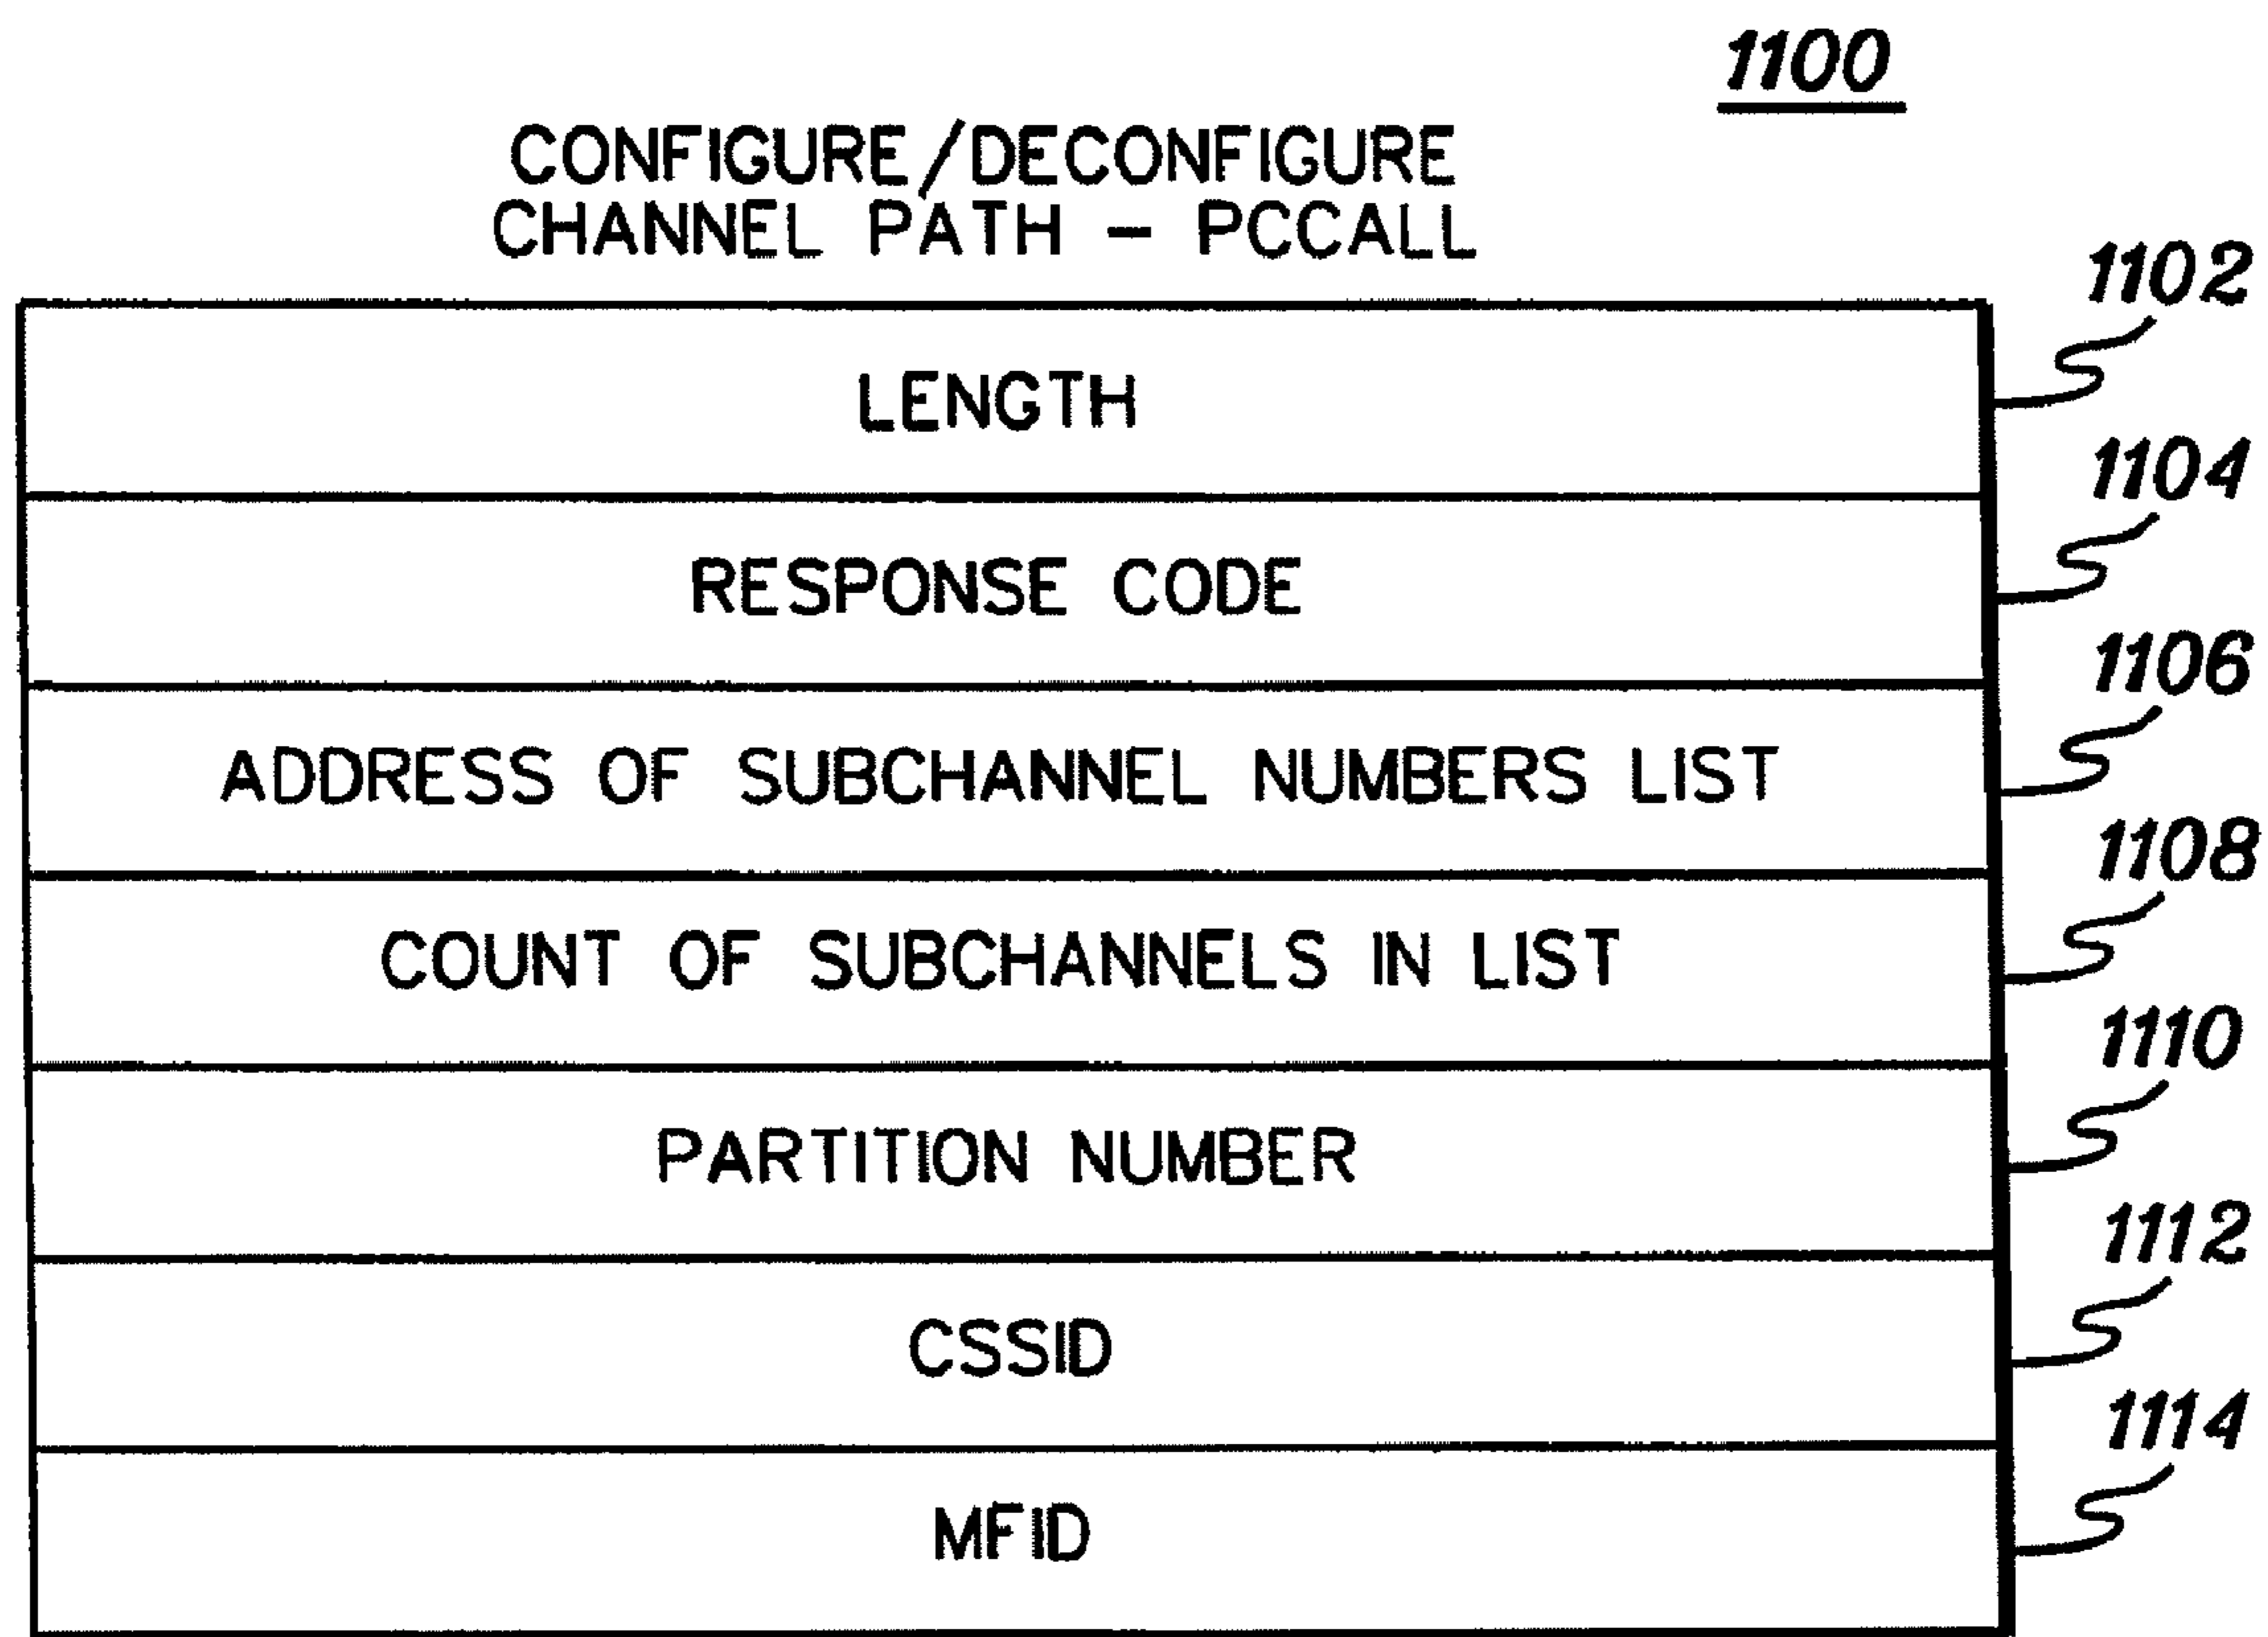 1100
CONFIGURE/DECONFIGURE
CHANNEL PATH - PCCALL
1102
LENGTH
1104
RESPONSE CODE
1106
ADDRESS OF SUBCHANNEL NUMBERS LIST
1108
COUNT OF SUBCHANNELS IN LIST
1110
PARTITION NUMBER
1112
CSSID
1114
MFID